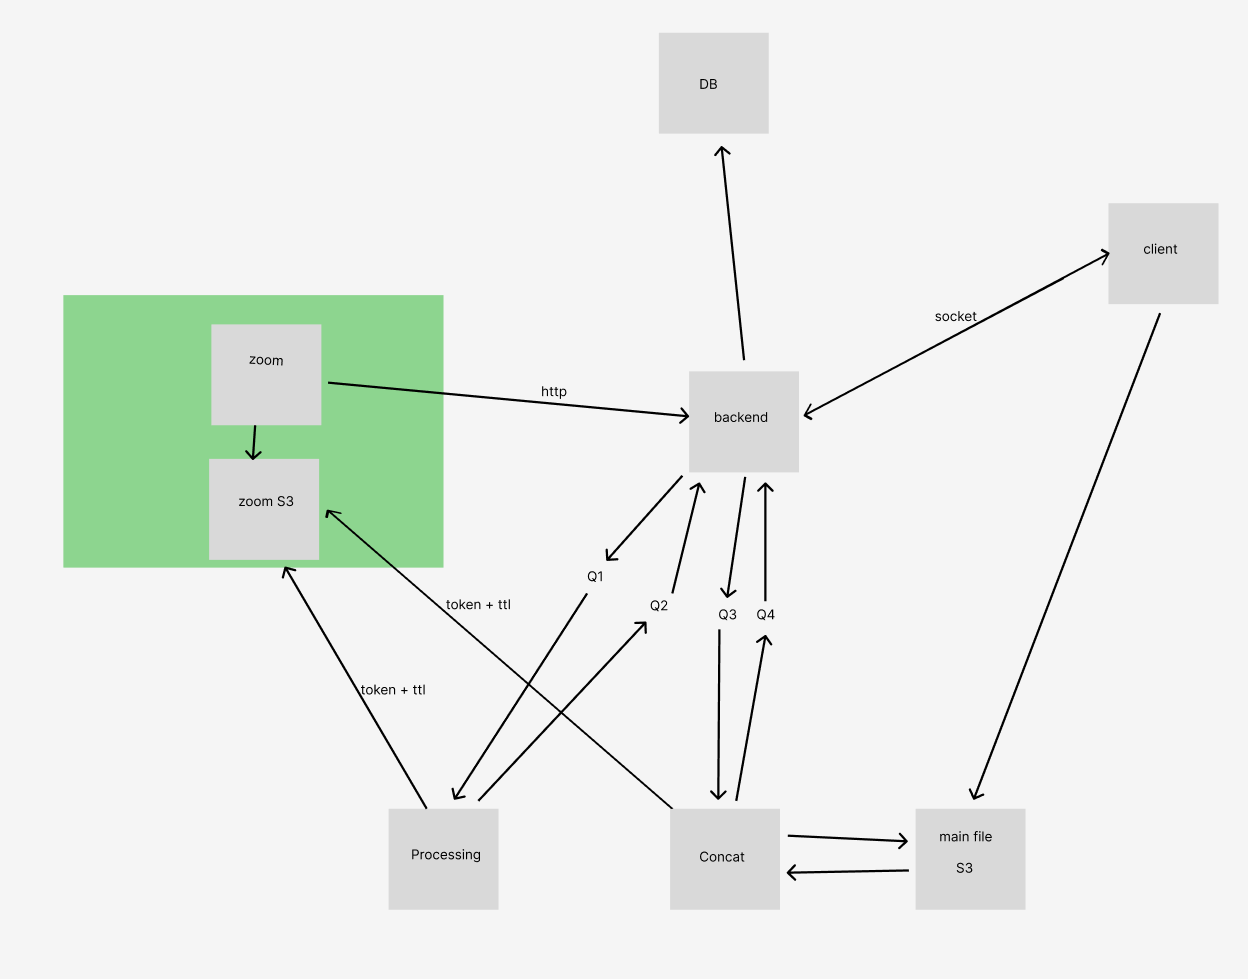 DB
client
socket
zoom
http
backend
zoom S3
Q1
token + ttl
Q2
Q3
Q4
token + ttl
Processing
Concat
main file
S3